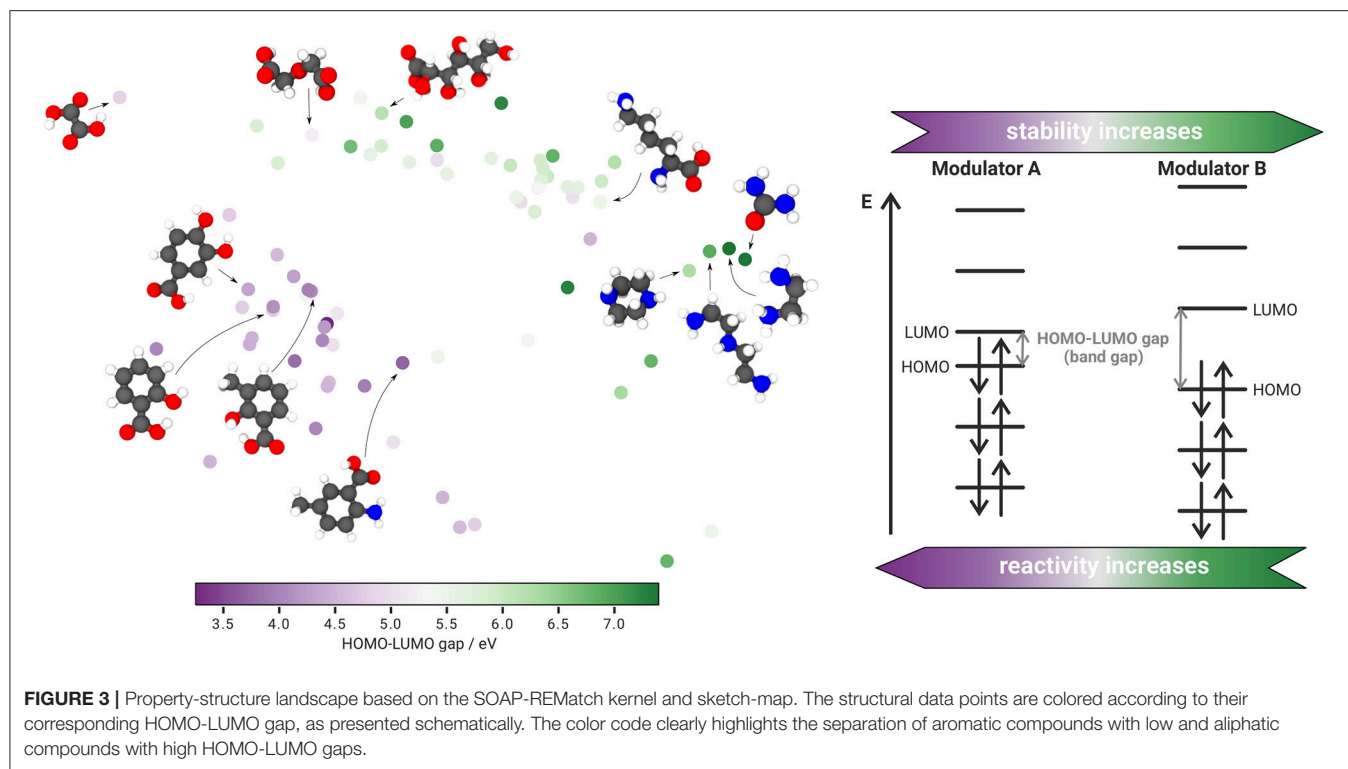 stability increases
Modulator A
Modulator B
E
LUMO
HOMO
HOMO-LUMO gap
(band gap)
LUMO
HOMO
reactivity increases
3.5 4.0 4.5 5.0 5.5 6.0 6.5 7.0
HOMO-LUMO gap / eV
FIGURE 3 | Property-structure landscape based on the SOAP-REMatch kernel and sketch-map. The structural data points are colored according to their
corresponding HOMO-LUMO gap, as presented schematically. The color code clearly highlights the separation of aromatic compounds with low and aliphatic
compounds with high HOMO-LUMO gaps.